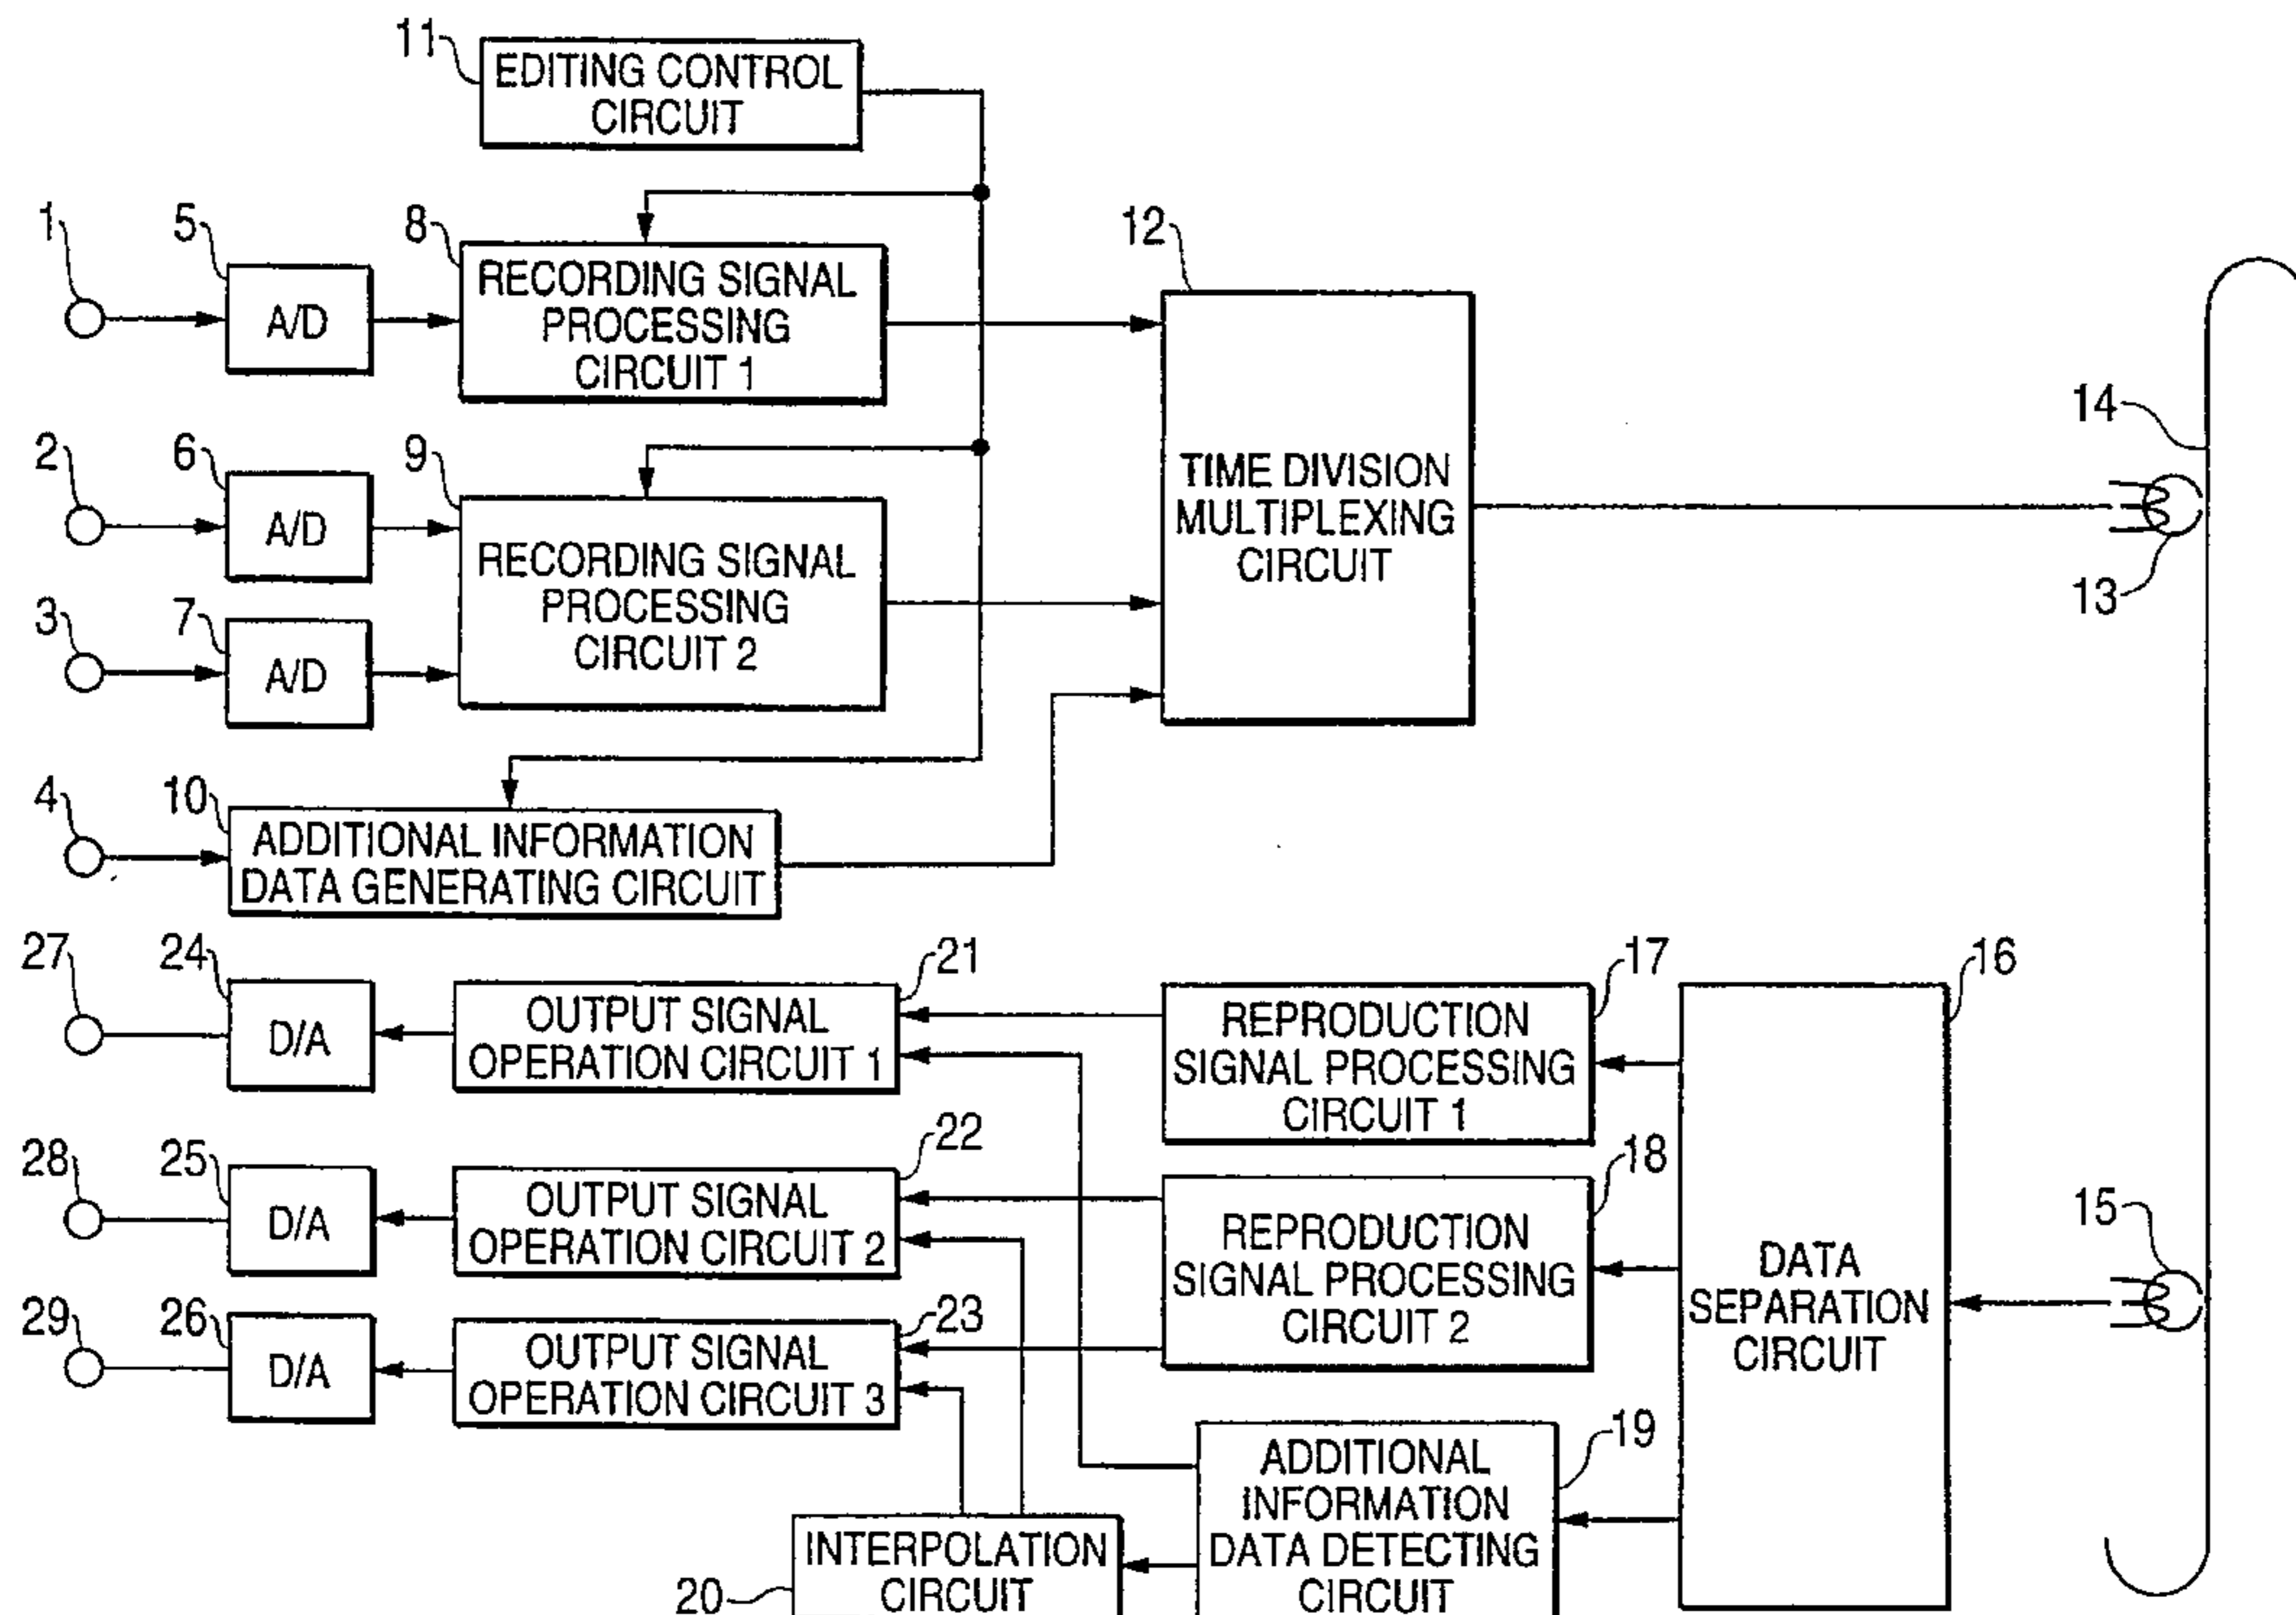 11
EDITING CONTROL
CIRCUIT
1
5
8
12
A/D
RECORDING SIGNAL
PROCESSING
CIRCUIT 1
14
2
6
9
A/D
RECORDING SIGNAL
PROCESSING
CIRCUIT 2
TIME DIVISION
MULTIPLEXING
CIRCUIT
13
3
7
A/D
4
10
ADDITIONAL INFORMATION
DATA GENERATING CIRCUIT
27
24
21
17
16
D/A
OUTPUT SIGNAL
OPERATION CIRCUIT 1
REPRODUCTION
SIGNAL PROCESSING
CIRCUIT 1
28
25
22
18
D/A
OUTPUT SIGNAL
OPERATION CIRCUIT 2
REPRODUCTION
SIGNAL PROCESSING
CIRCUIT 2
DATA
SEPARATION
CIRCUIT
15
29
26
23
D/A
OUTPUT SIGNAL
OPERATION CIRCUIT 3
19
ADDITIONAL
INFORMATION
DATA DETECTING
CIRCUIT
20
INTERPOLATION
CIRCUIT